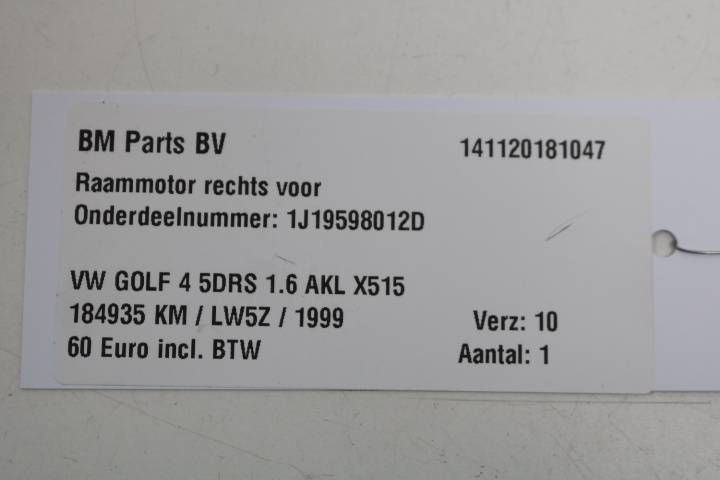 BM Parts BV 141120181047
Raammotor rechts voor
Onderdeelnummer: 1J19598012D
VW GOLF 4 5DRS 1.6 AKL X515
184935 KM / LW5Z / 1999 Verz: 10
60 Euro incl. BTW Aantal: 1